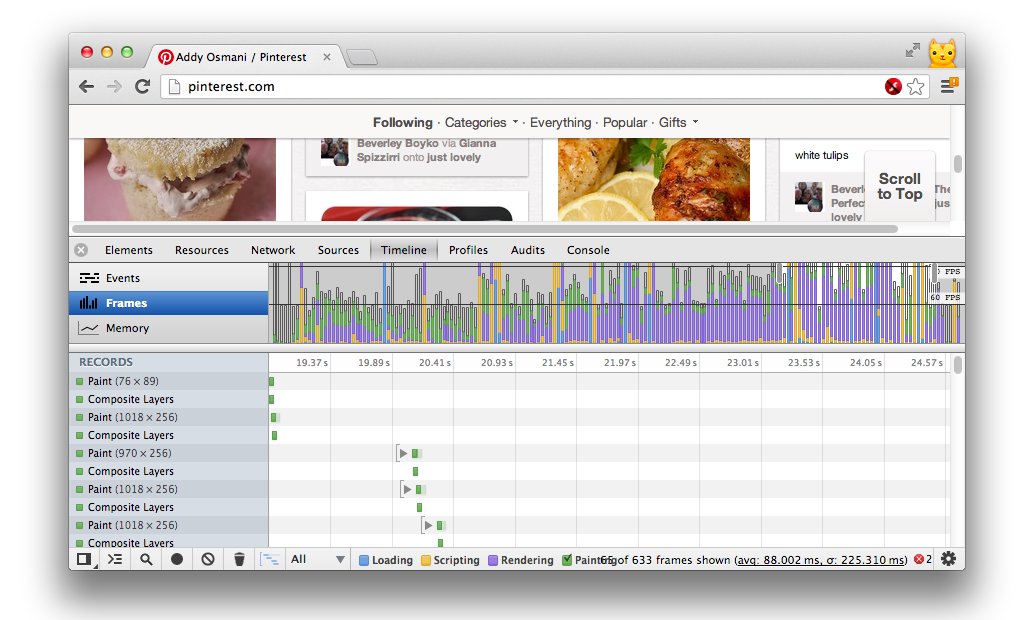 Addy Osmani / Pinterest
pinterest.com
Following · Categories · Everything · Popular · Gifts
Beverley Boyko via Gianna
Spizzirri onto just lovely
white tulips
Perfec
lovely
The
jus
Scroll
to Top
Elements Resources Network Sources Timeline Profiles Audits Console
Events
Frames
Memory
FPS
60 FPS
RECORDS 19.37 s 19.89 s 20.41 s 20.93 s 21.45 s 21.97 s 22.49 s 23.01 s 23.53 s 24.05 s 24.57 s
Paint (76 × 89)
Composite Layers
Paint (1018 × 256)
Composite Layers
Paint (970 × 256)
Composite Layers
Paint (1018 × 256)
Composite Layers
Paint (1018 × 256)
Composite Layers
All Loading Scripting Rendering Painting 65 of 633 frames shown (avg: 88.002 ms, σ: 225.310 ms) 2